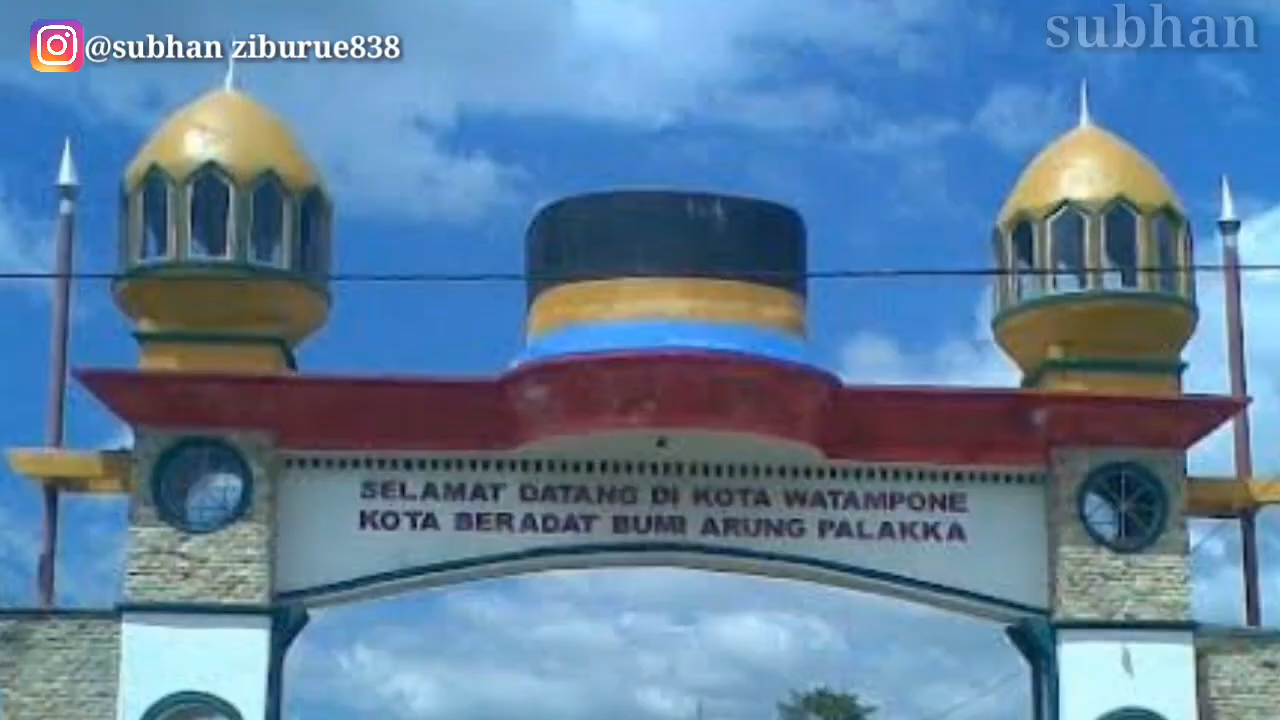 @subhan ziburue838
subhan
SELAMAT DATANG DI KOTA WATAMPONE
KOTA BERADAT BUMI ARUNG PALAKKA